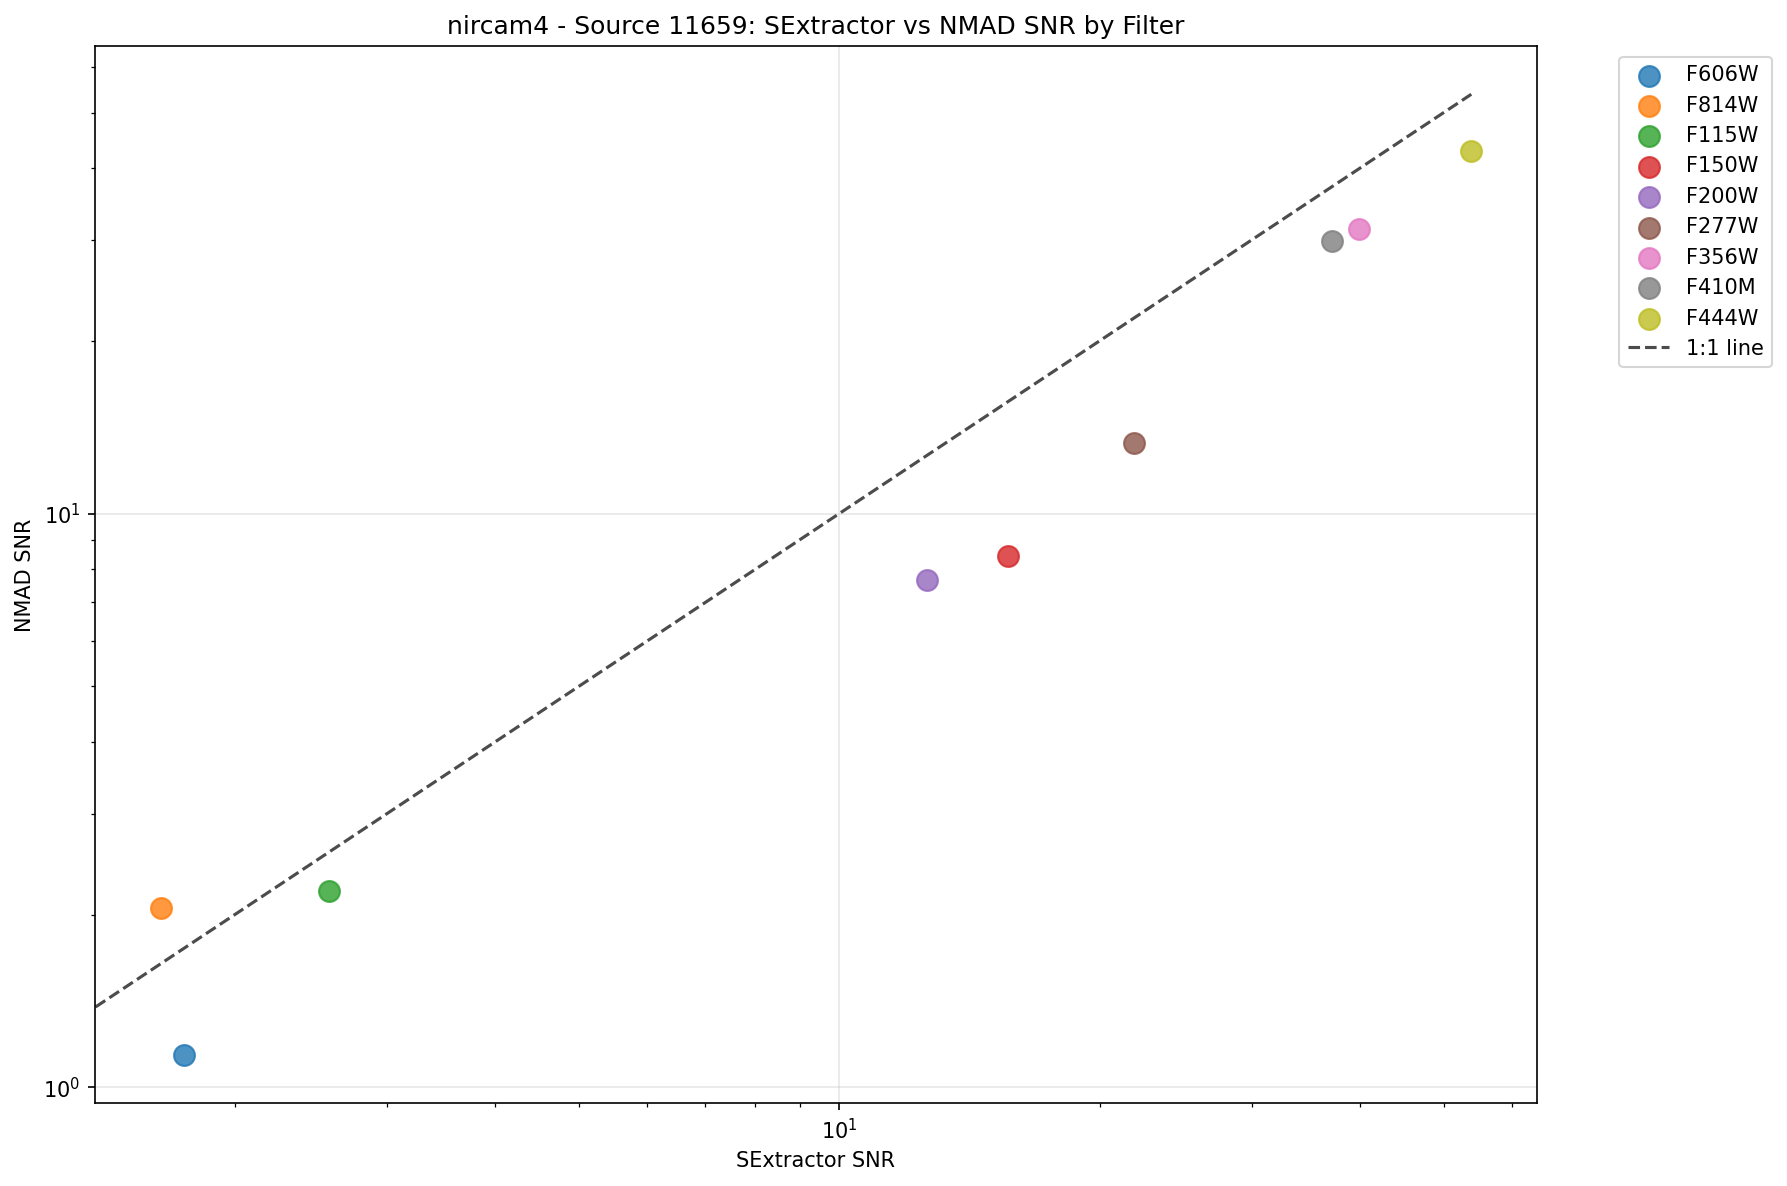 nircam4 - Source 11659: SExtractor vs NMAD SNR by Filter
F606W
F814W
F115W
F150W
F200W
F277W
F356W
F410M
F444W
1:1 line
NMAD SNR
10¹
10⁰
10¹
SExtractor SNR